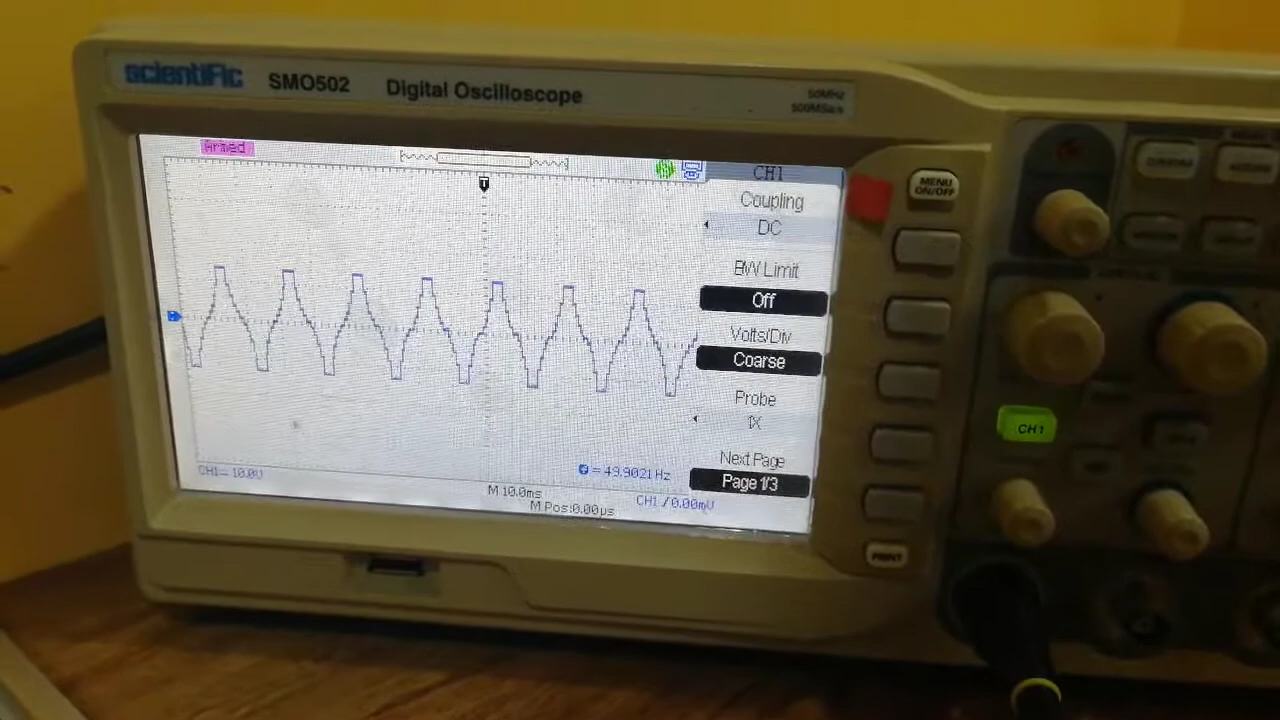 scientiFic SMO502 Digital Oscilloscope
50MHz
500MSa/s
Armed
T
CH1
Coupling
DC
BW Limit
Off
Volts/Div
Coarse
Probe
1X
Next Page
Page 1/3
CH1= 10.0V
= 49.9021Hz
M 10.0ms
M Pos:0.00µs
CH1 / 0.00mV
MENU
ON/OFF
CH1
PRINT